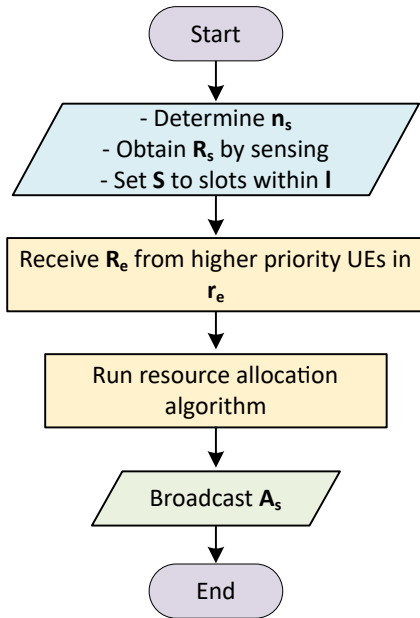 Start
- Determine nₛ
- Obtain Rₛ by sensing
- Set S to slots within l
Receive Rₑ from higher priority UEs in
rₑ
Run resource allocation
algorithm
Broadcast Aₛ
End